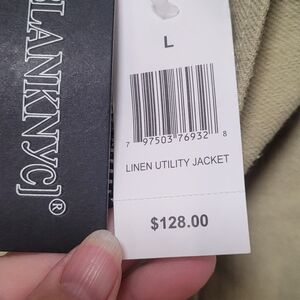 LANKNYC]®
L
7 97503 76932 8
LINEN UTILITY JACKET
$128.00